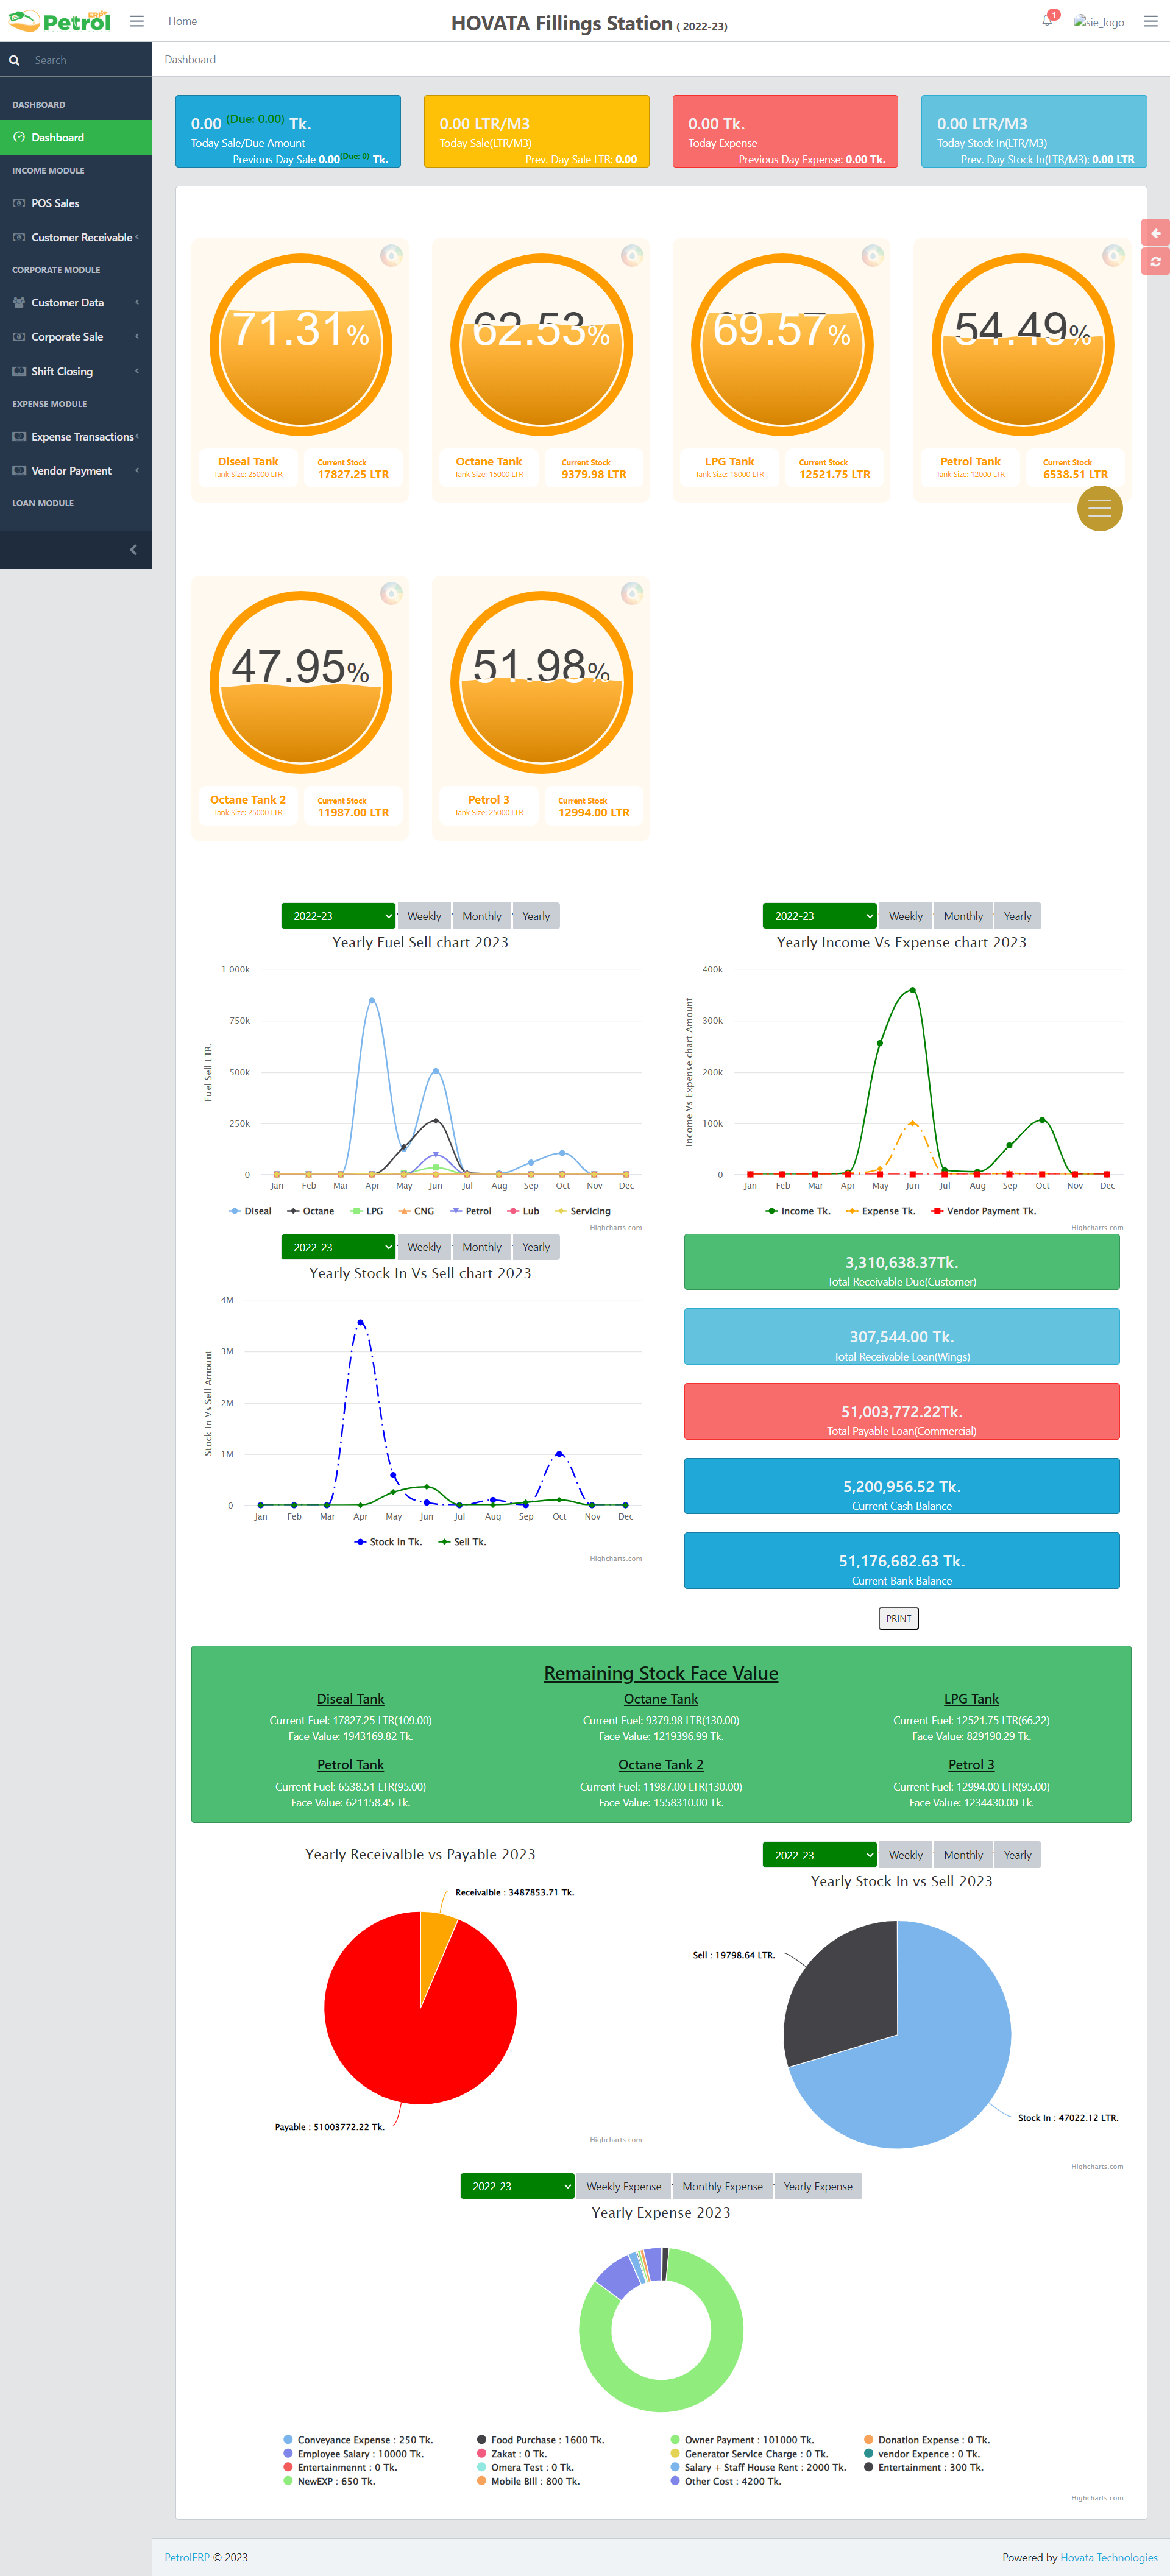 Petrol ERP
Home
HOVATA Fillings Station ( 2022-23)
1
sie_logo
Search
Dashboard
DASHBOARD
Dashboard
INCOME MODULE
POS Sales
Customer Receivable
CORPORATE MODULE
Customer Data
Corporate Sale
Shift Closing
EXPENSE MODULE
Expense Transactions
Vendor Payment
LOAN MODULE
0.00 (Due: 0.00) Tk.
Today Sale/Due Amount
Previous Day Sale 0.00(Due: 0) Tk.
0.00 LTR/M3
Today Sale(LTR/M3)
Prev. Day Sale LTR: 0.00
0.00 Tk.
Today Expense
Previous Day Expense: 0.00 Tk.
0.00 LTR/M3
Today Stock In(LTR/M3)
Prev. Day Stock In(LTR/M3): 0.00 LTR
71.31%
Diseal Tank
Tank Size: 25000 LTR
Current Stock
17827.25 LTR
62.53%
Octane Tank
Tank Size: 15000 LTR
Current Stock
9379.98 LTR
69.57%
LPG Tank
Tank Size: 18000 LTR
Current Stock
12521.75 LTR
54.49%
Petrol Tank
Tank Size: 12000 LTR
Current Stock
6538.51 LTR
47.95%
Octane Tank 2
Tank Size: 25000 LTR
Current Stock
11987.00 LTR
51.98%
Petrol 3
Tank Size: 25000 LTR
Current Stock
12994.00 LTR
2022-23 Weekly Monthly Yearly
Yearly Fuel Sell chart 2023
Fuel Sell LTR.
1 000k
750k
500k
250k
0
Jan Feb Mar Apr May Jun Jul Aug Sep Oct Nov Dec
Diseal Octane LPG CNG Petrol Lub Servicing
Highcharts.com
2022-23 Weekly Monthly Yearly
Yearly Income Vs Expense chart 2023
Income Vs Expense chart Amount
400k
300k
200k
100k
0
Jan Feb Mar Apr May Jun Jul Aug Sep Oct Nov Dec
Income Tk. Expense Tk. Vendor Payment Tk.
Highcharts.com
2022-23 Weekly Monthly Yearly
Yearly Stock In Vs Sell chart 2023
Stock In Vs Sell Amount
4M
3M
2M
1M
0
Jan Feb Mar Apr May Jun Jul Aug Sep Oct Nov Dec
Stock In Tk. Sell Tk.
Highcharts.com
3,310,638.37Tk.
Total Receivable Due(Customer)
307,544.00 Tk.
Total Receivable Loan(Wings)
51,003,772.22Tk.
Total Payable Loan(Commercial)
5,200,956.52 Tk.
Current Cash Balance
51,176,682.63 Tk.
Current Bank Balance
PRINT
Remaining Stock Face Value
Diseal Tank
Current Fuel: 17827.25 LTR(109.00)
Face Value: 1943169.82 Tk.
Octane Tank
Current Fuel: 9379.98 LTR(130.00)
Face Value: 1219396.99 Tk.
LPG Tank
Current Fuel: 12521.75 LTR(66.22)
Face Value: 829190.29 Tk.
Petrol Tank
Current Fuel: 6538.51 LTR(95.00)
Face Value: 621158.45 Tk.
Octane Tank 2
Current Fuel: 11987.00 LTR(130.00)
Face Value: 1558310.00 Tk.
Petrol 3
Current Fuel: 12994.00 LTR(95.00)
Face Value: 1234430.00 Tk.
Yearly Receivalble vs Payable 2023
Receivalble : 3487853.71 Tk.
Payable : 51003772.22 Tk.
Highcharts.com
2022-23 Weekly Monthly Yearly
Yearly Stock In vs Sell 2023
Sell : 19798.64 LTR.
Stock In : 47022.12 LTR.
Highcharts.com
2022-23 Weekly Expense Monthly Expense Yearly Expense
Yearly Expense 2023
Conveyance Expense : 250 Tk. Food Purchase : 1600 Tk. Owner Payment : 101000 Tk. Donation Expense : 0 Tk.
Employee Salary : 10000 Tk. Zakat : 0 Tk. Generator Service Charge : 0 Tk. vendor Expence : 0 Tk.
Entertainmennt : 0 Tk. Omera Test : 0 Tk. Salary + Staff House Rent : 2000 Tk. Entertainment : 300 Tk.
NewEXP : 650 Tk. Mobile BIll : 800 Tk. Other Cost : 4200 Tk.
Highcharts.com
PetrolERP © 2023
Powered by Hovata Technologies